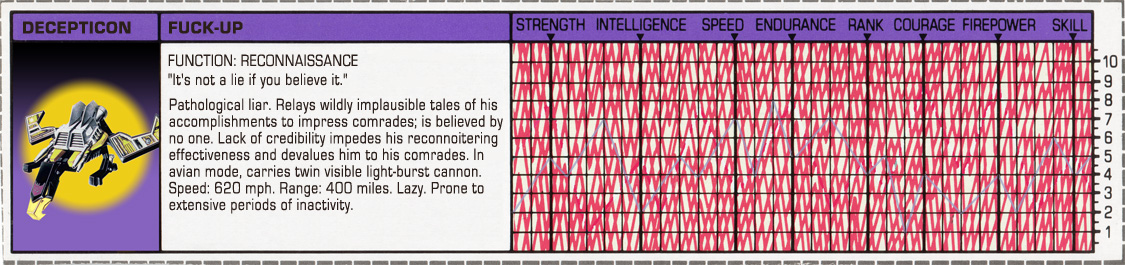 DECEPTICON
FUCK-UP
STRENGTH INTELLIGENCE SPEED ENDURANCE RANK COURAGE FIREPOWER SKILL
FUNCTION: RECONNAISSANCE
"It's not a lie if you believe it."
Pathological liar. Relays wildly implausible tales of his
accomplishments to impress comrades; is believed by
no one. Lack of credibility impedes his reconnoitering
effectiveness and devalues him to his comrades. In
avian mode, carries twin visible light-burst cannon.
Speed: 620 mph. Range: 400 miles. Lazy. Prone to
extensive periods of inactivity.
10
9
8
7
6
5
4
3
2
1